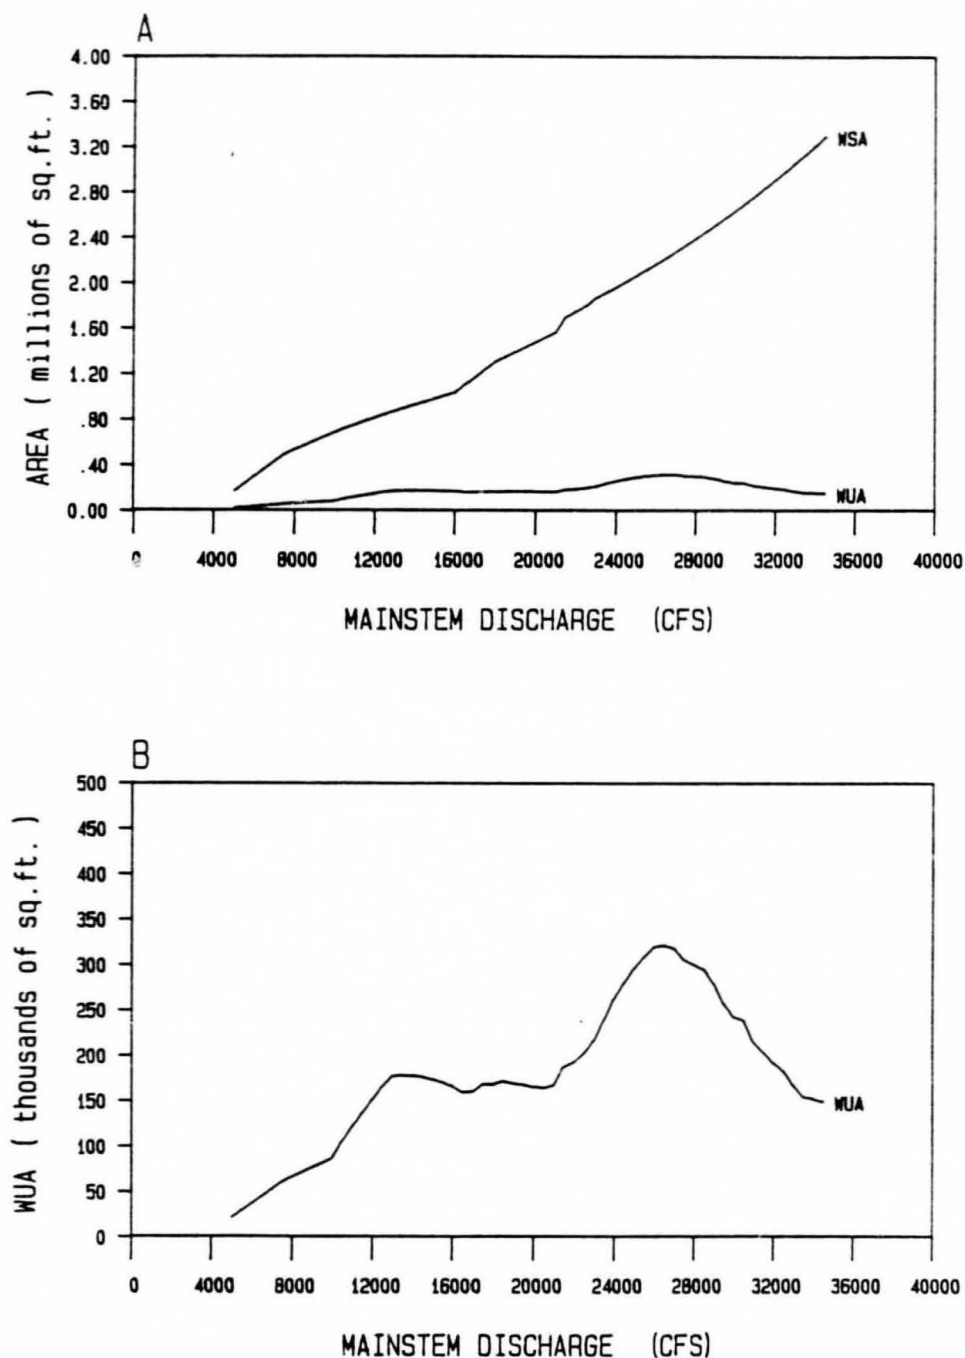 A
4.00
3.60
3.20
2.80
2.40
2.00
1.60
1.20
.80
.40
0.00
AREA ( millions of sq.ft. )
WSA
WUA
0 4000 8000 12000 16000 20000 24000 28000 32000 36000 40000
MAINSTEM DISCHARGE (CFS)
B
500
450
400
350
300
250
200
150
100
50
0
WUA ( thousands of sq.ft. )
WUA
0 4000 8000 12000 16000 20000 24000 28000 32000 36000 40000
MAINSTEM DISCHARGE (CFS)